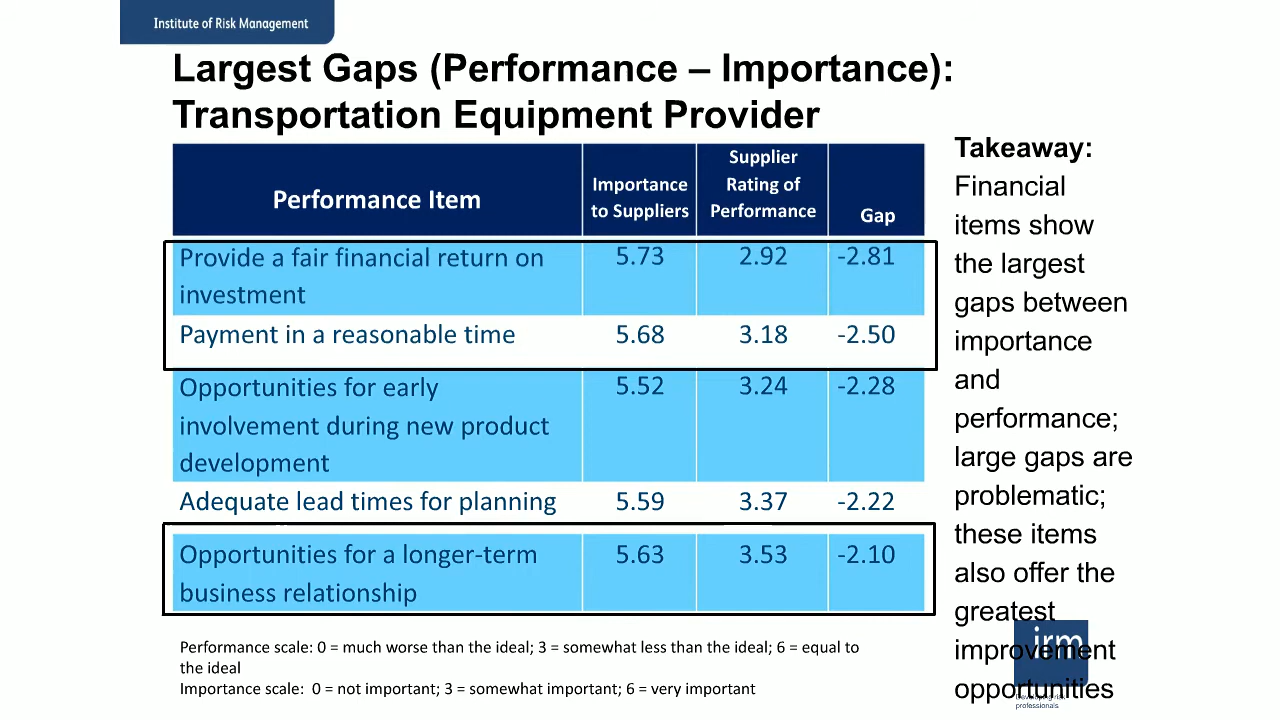 Institute of Risk Management
Largest Gaps (Performance – Importance):
Transportation Equipment Provider
Performance Item
Importance
to Suppliers
Supplier
Rating of
Performance
Gap
Provide a fair financial return on
investment
5.73
2.92
-2.81
Payment in a reasonable time
5.68
3.18
-2.50
Opportunities for early
involvement during new product
development
5.52
3.24
-2.28
Adequate lead times for planning
5.59
3.37
-2.22
Opportunities for a longer-term
business relationship
5.63
3.53
-2.10
Performance scale: 0 = much worse than the ideal; 3 = somewhat less than the ideal; 6 = equal to
the ideal
Importance scale: 0 = not important; 3 = somewhat important; 6 = very important
Takeaway:
Financial
items show
the largest
gaps between
importance
and
performance;
large gaps are
problematic;
these items
also offer the
greatest
improvement
opportunities
irm
professionals